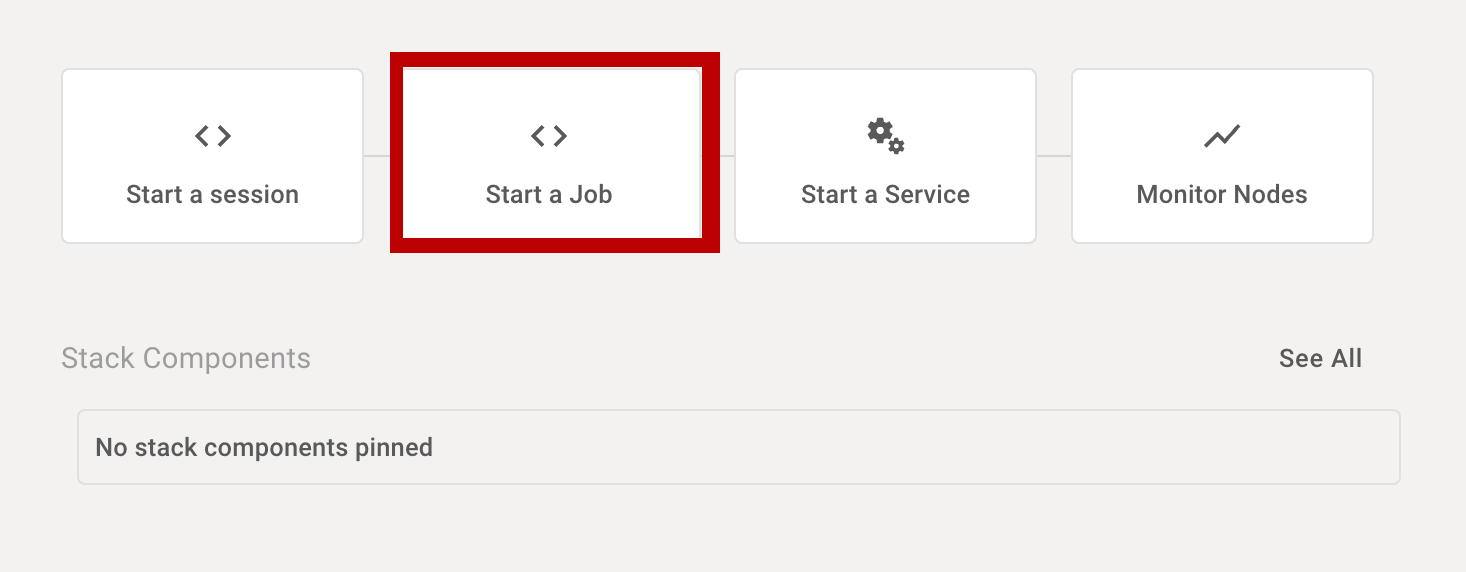 Start a session
Start a Job
Start a Service
Monitor Nodes
Stack Components
See All
No stack components pinned